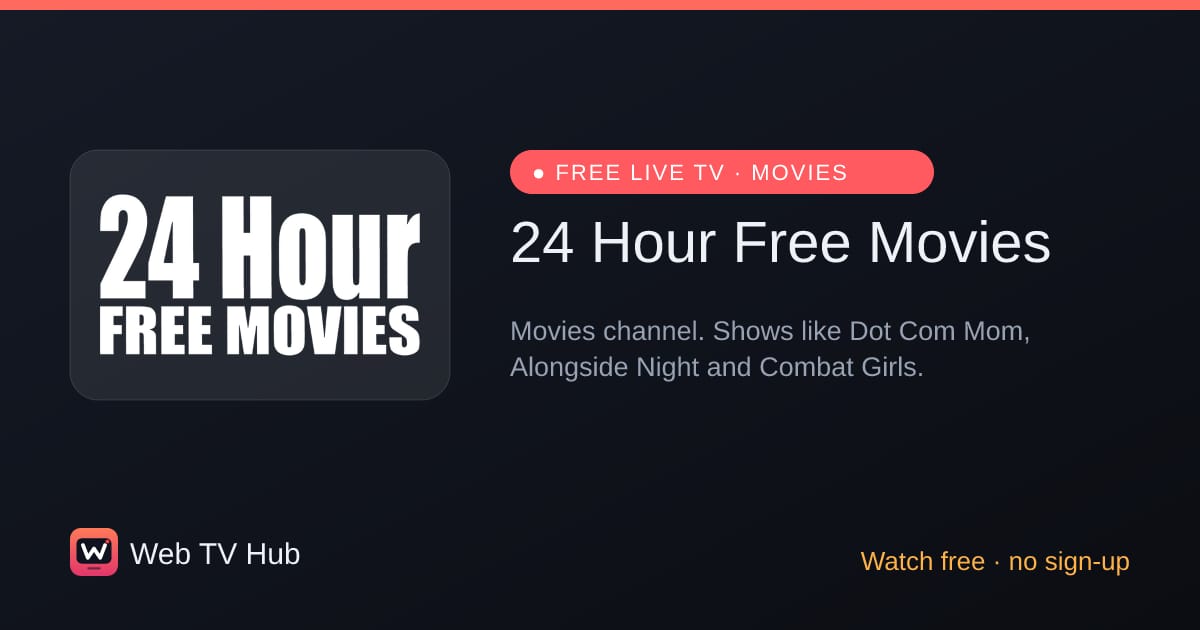 24 Hour
FREE MOVIES
• FREE LIVE TV · MOVIES
24 Hour Free Movies
Movies channel. Shows like Dot Com Mom,
Alongside Night and Combat Girls.
W
Web TV Hub
Watch free · no sign-up